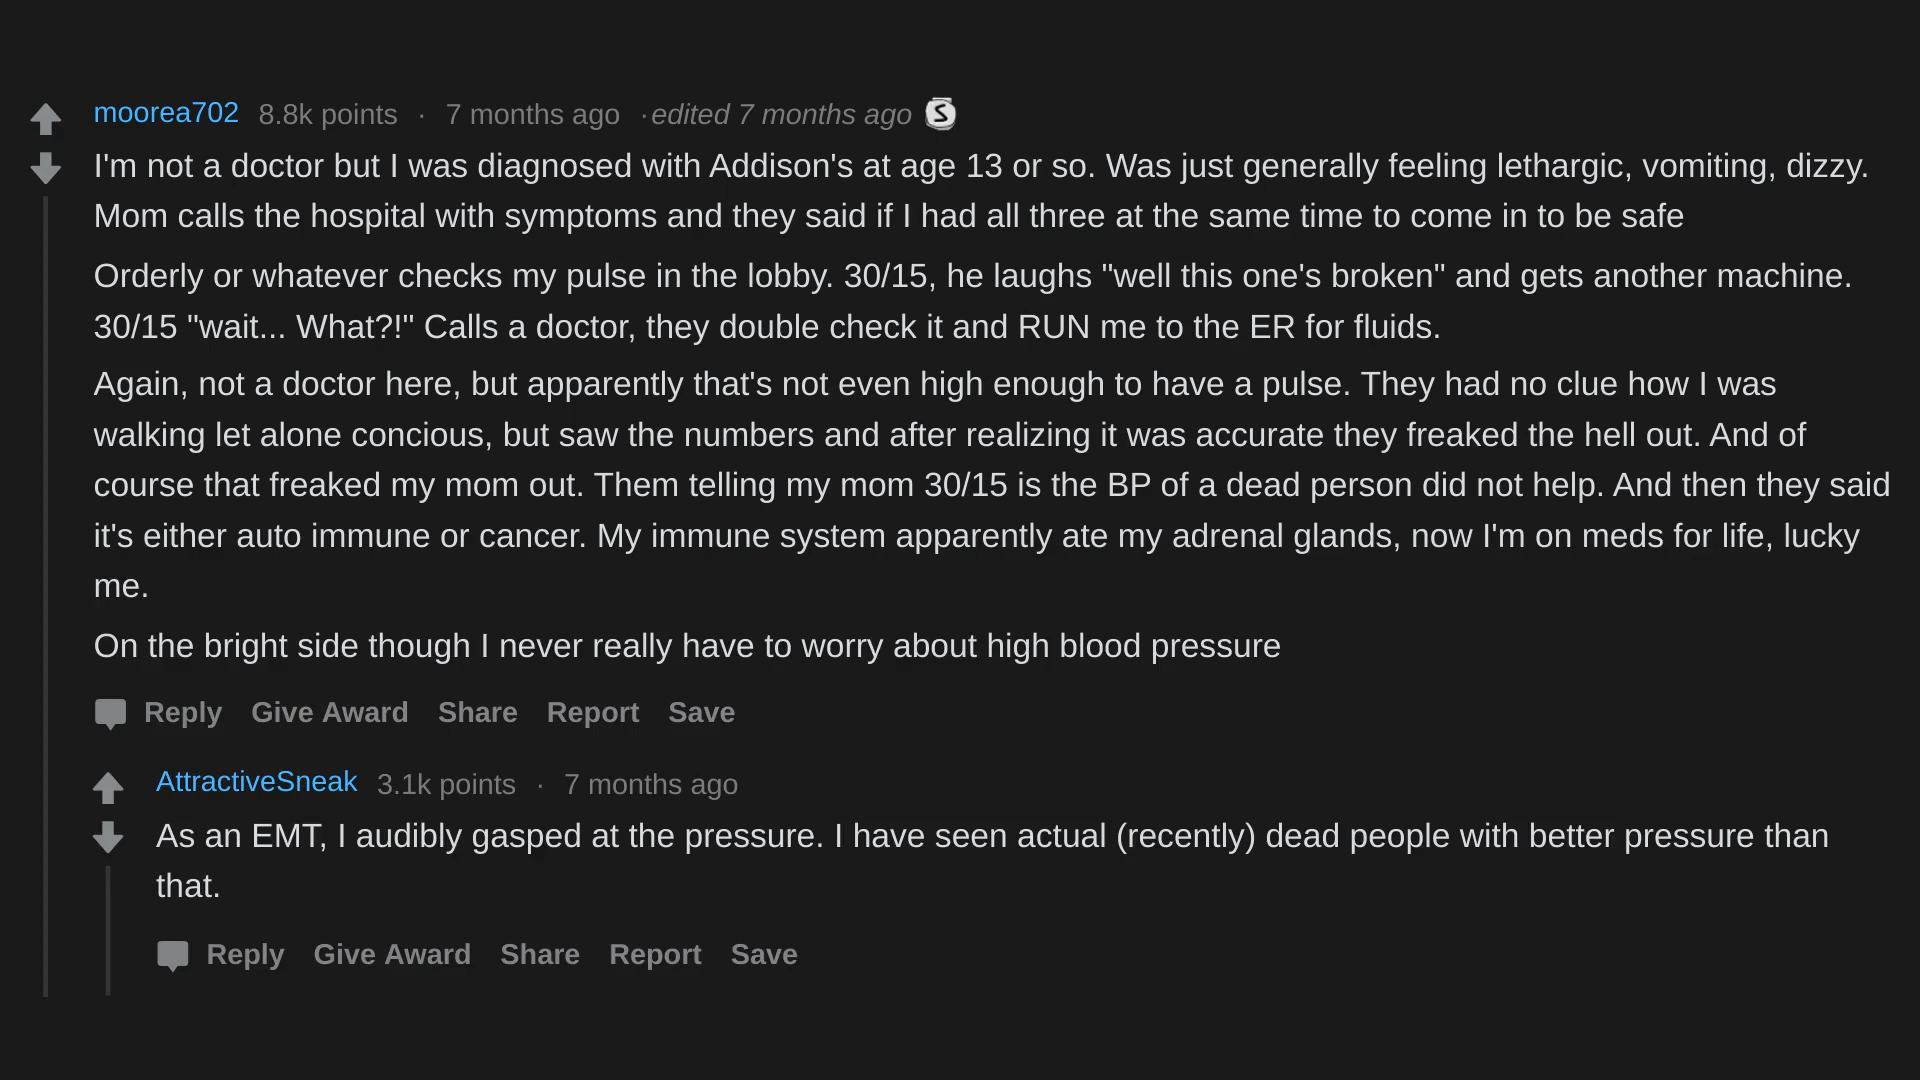 moorea702 8.8k points · 7 months ago · edited 7 months ago S
I'm not a doctor but I was diagnosed with Addison's at age 13 or so. Was just generally feeling lethargic, vomiting, dizzy.
Mom calls the hospital with symptoms and they said if I had all three at the same time to come in to be safe
Orderly or whatever checks my pulse in the lobby. 30/15, he laughs "well this one's broken" and gets another machine.
30/15 "wait... What?!" Calls a doctor, they double check it and RUN me to the ER for fluids.
Again, not a doctor here, but apparently that's not even high enough to have a pulse. They had no clue how I was
walking let alone concious, but saw the numbers and after realizing it was accurate they freaked the hell out. And of
course that freaked my mom out. Them telling my mom 30/15 is the BP of a dead person did not help. And then they said
it's either auto immune or cancer. My immune system apparently ate my adrenal glands, now I'm on meds for life, lucky
me.
On the bright side though I never really have to worry about high blood pressure
Reply Give Award Share Report Save
AttractiveSneak 3.1k points · 7 months ago
As an EMT, I audibly gasped at the pressure. I have seen actual (recently) dead people with better pressure than
that.
Reply Give Award Share Report Save